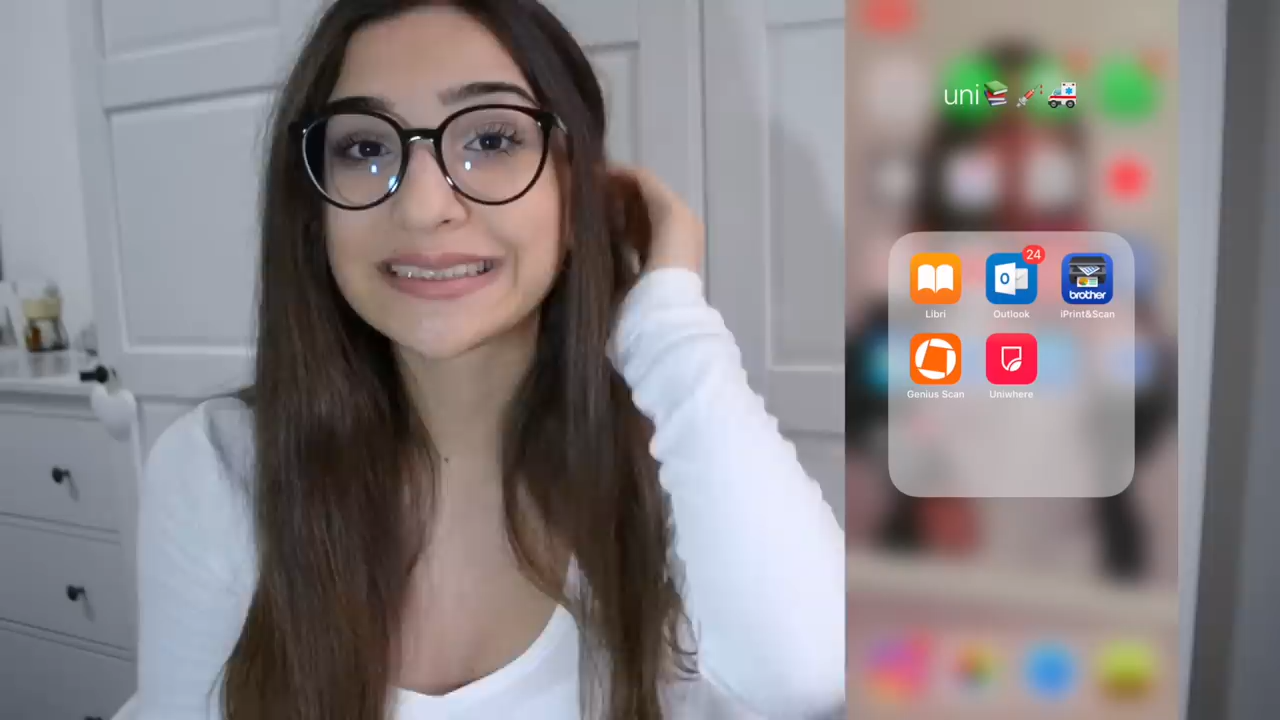 uni📚💉🚑
24
Libri
Outlook
brother
iPrint&Scan
Genius Scan
Uniwhere